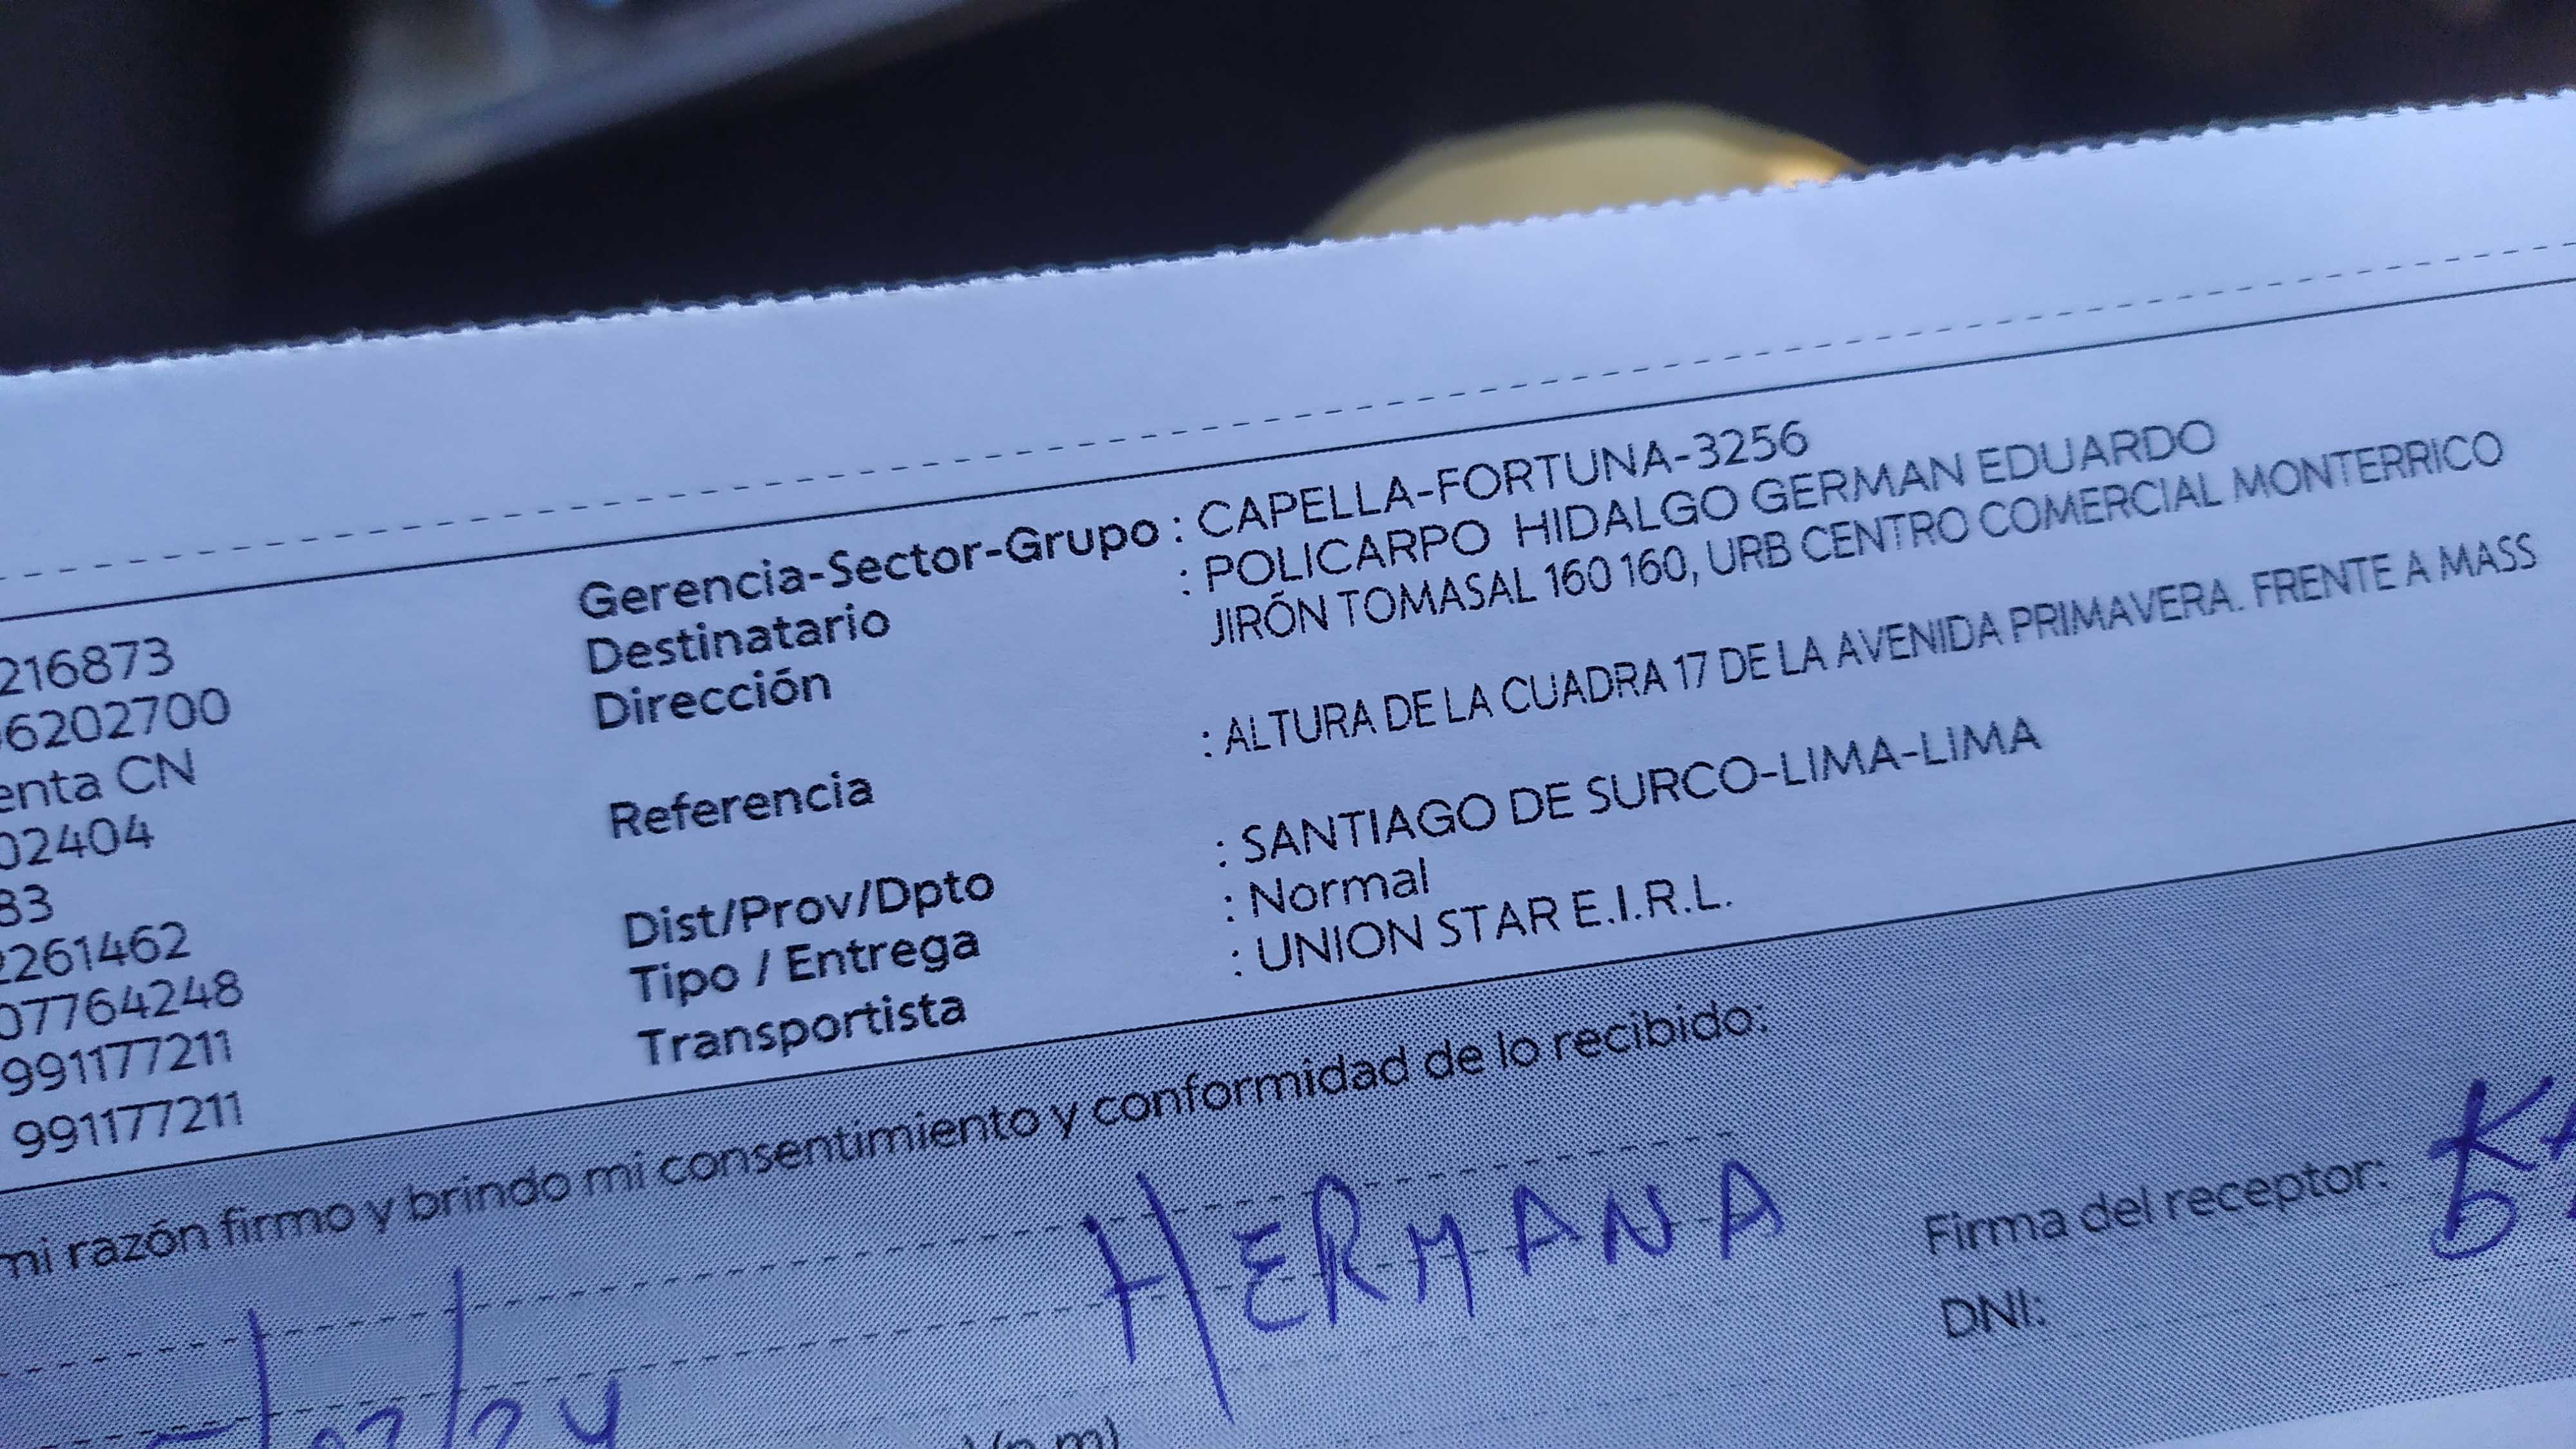 216873
6202700
enta CN
02404
83
2261462
07764248
991177211
991177211
Gerencia-Sector-Grupo : CAPELLA-FORTUNA-3256
Destinatario : POLICARPO HIDALGO GERMAN EDUARDO
Dirección JIRÓN TOMASAL 160 160, URB CENTRO COMERCIAL MONTERRICO
Referencia : ALTURA DE LA CUADRA 17 DE LA AVENIDA PRIMAVERA. FRENTE A MASS
Dist/Prov/Dpto : SANTIAGO DE SURCO-LIMA-LIMA
Tipo / Entrega : Normal
Transportista : UNION STAR E.I.R.L.
mi razón firmo y brindo mi consentimiento y conformidad de lo recibido:
HERMANA
Firma del receptor:
DNI:
/02/24